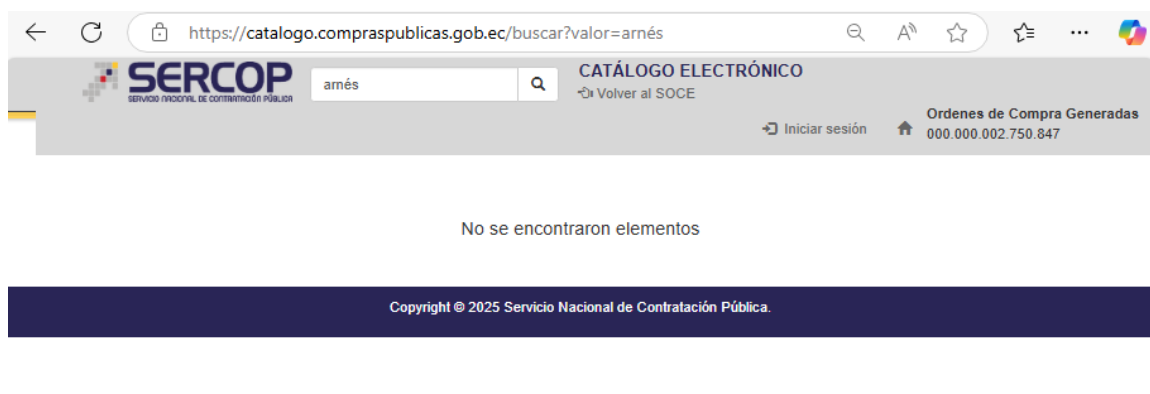 https://catalogo.compraspublicas.gob.ec/buscar?valor=arnés
SERCOP
SERVICIO NACIONAL DE CONTRATACIÓN PÚBLICA
arnés
CATÁLOGO ELECTRÓNICO
Volver al SOCE
Iniciar sesión
Ordenes de Compra Generadas
000.000.002.750.847
No se encontraron elementos
Copyright © 2025 Servicio Nacional de Contratación Pública.